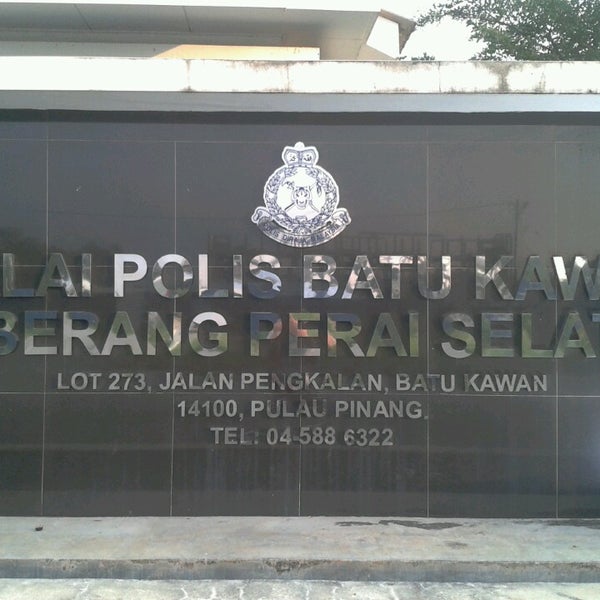 LAI POLIS BATU KAW
BERANG PERAI SELAT
LOT 273, JALAN PENGKALAN, BATU KAWAN
14100, PULAU PINANG.
TEL: 04-588 6322